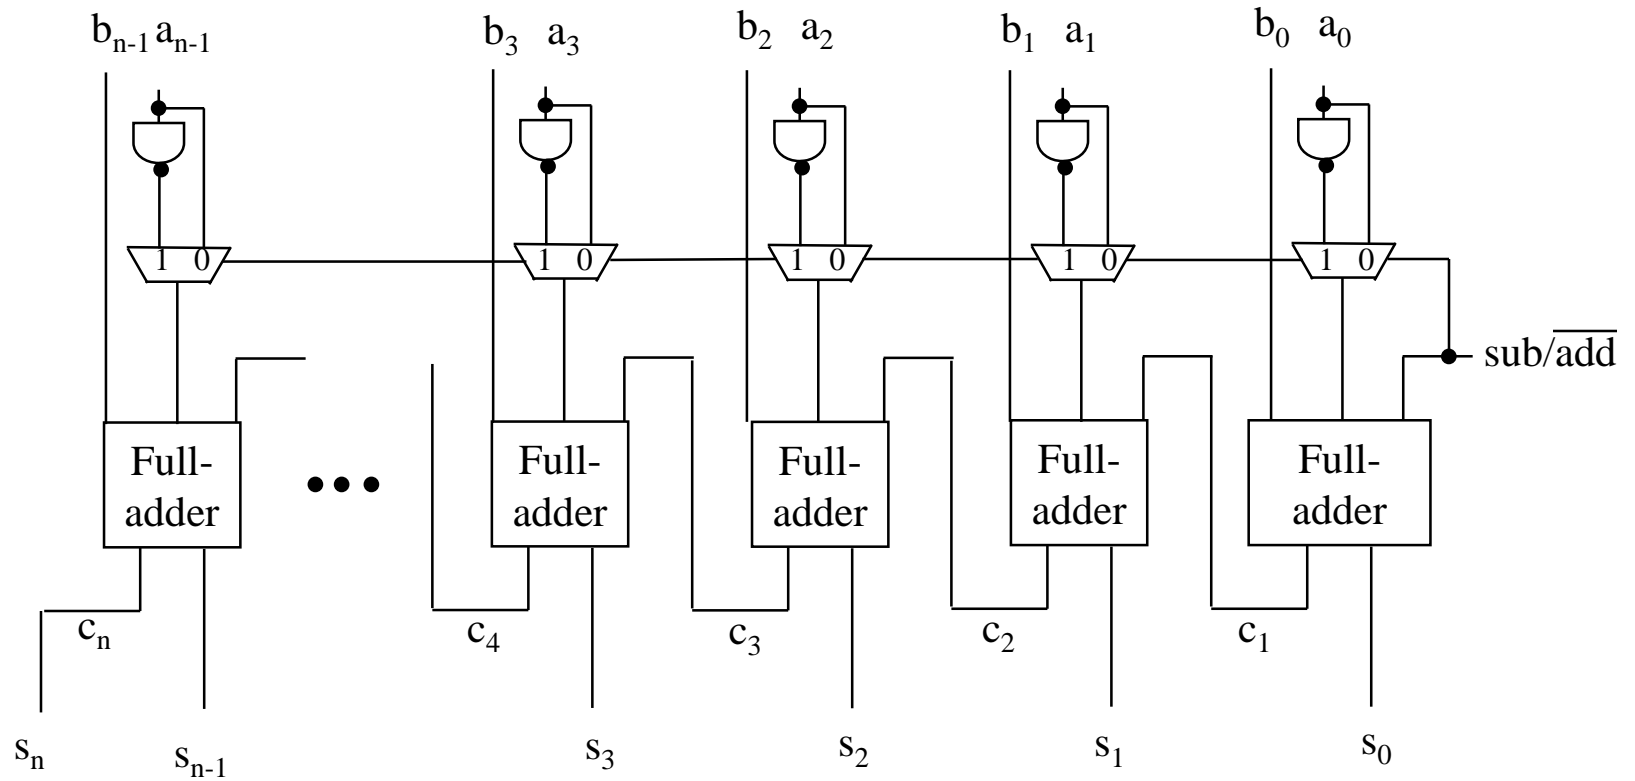 b_{n-1} a_{n-1} b_3 a_3 b_2 a_2 b_1 a_1 b_0 a_0
1 0 1 0 1 0 1 0 1 0
sub/a̅d̅d̅
Full-adder Full-adder Full-adder Full-adder Full-adder
c_n c_4 c_3 c_2 c_1
s_n s_{n-1} s_3 s_2 s_1 s_0